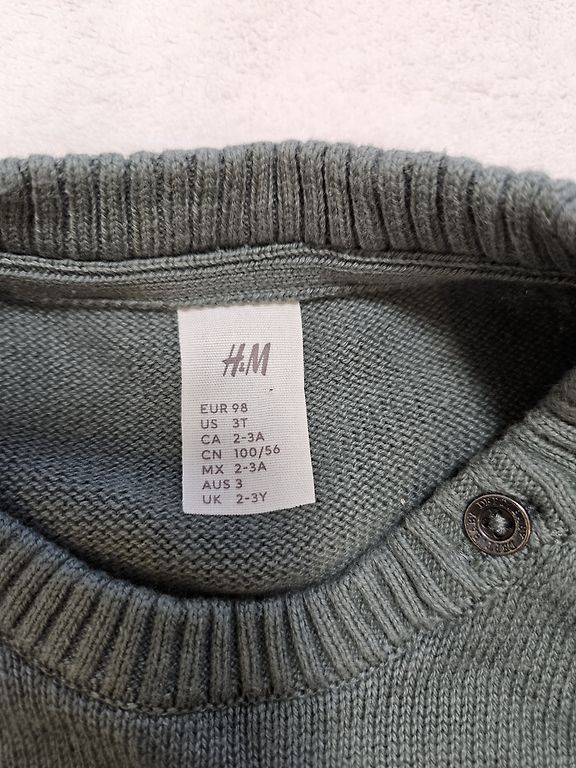 H&M
EUR 98
US 3T
CA 2-3A
CN 100/56
MX 2-3A
AUS 3
UK 2-3Y